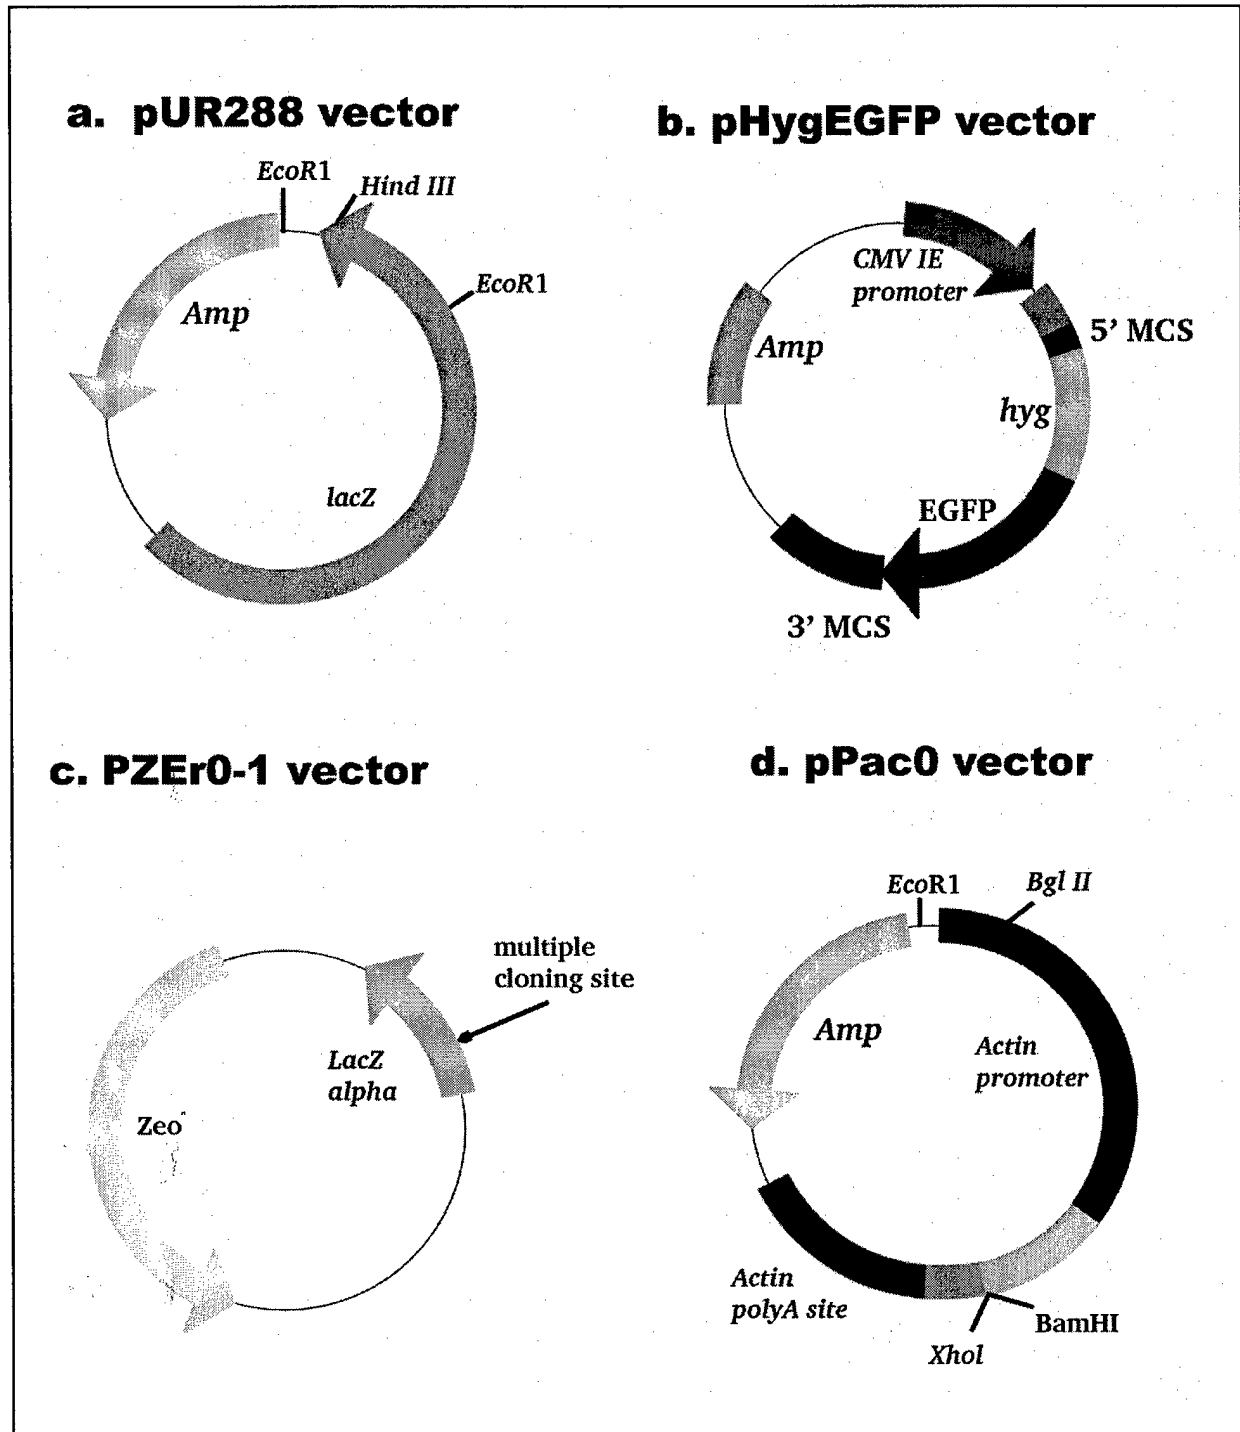 a. pUR288 vector
EcoR1
Hind III
EcoR1
Amp
lacZ
b. pHygEGFP vector
CMV IE
promoter
5' MCS
Amp
hyg
EGFP
3' MCS
c. PZEr0-1 vector
multiple
cloning site
LacZ
alpha
Zeo
d. pPac0 vector
EcoR1
Bgl II
Amp
Actin
promoter
Actin
polyA site
BamHI
XhoI